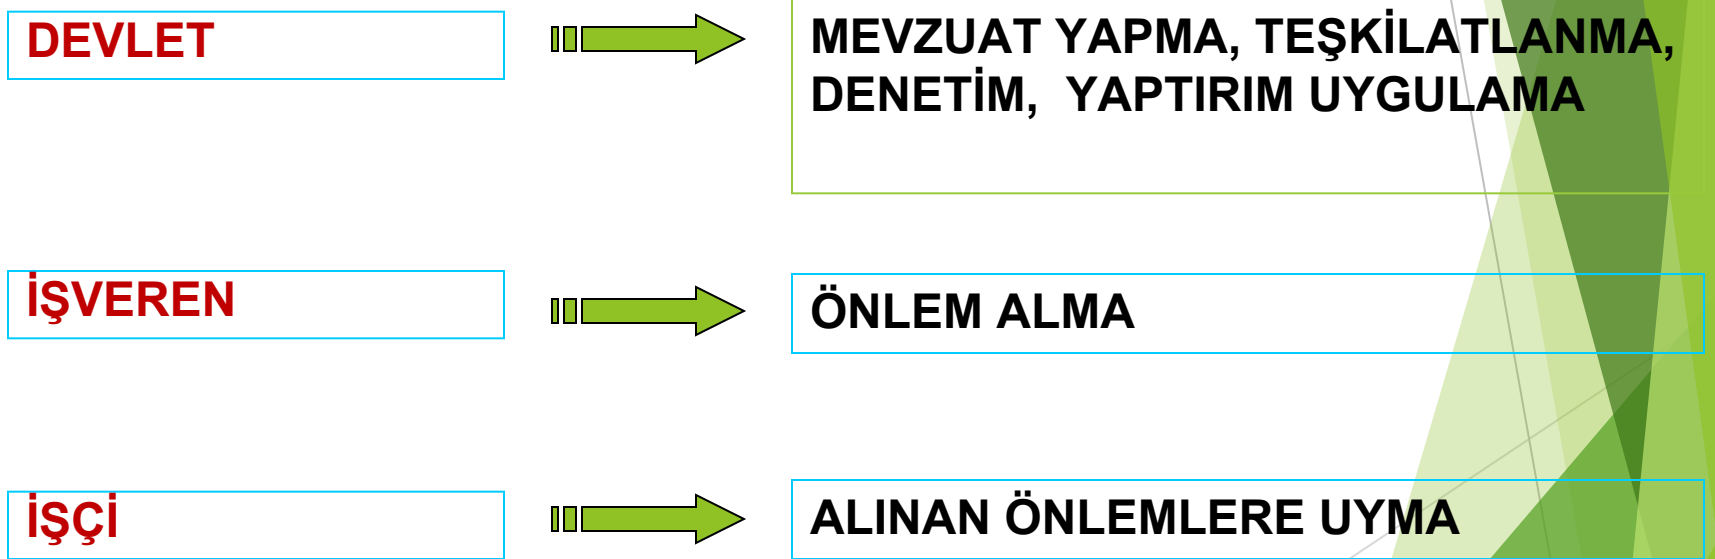 DEVLET
MEVZUAT YAPMA, TEŞKİLATLANMA,
DENETİM, YAPTIRIM UYGULAMA
İŞVEREN
ÖNLEM ALMA
İŞÇİ
ALINAN ÖNLEMLERE UYMA